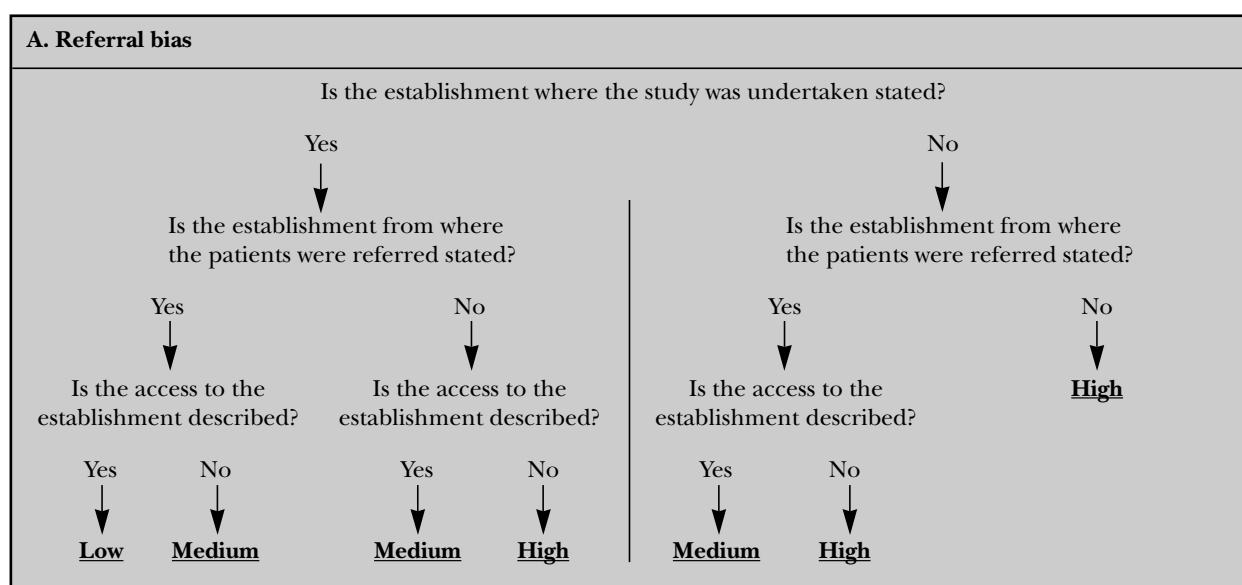 A. Referral bias
Is the establishment where the study was undertaken stated?
Yes
No
Is the establishment from where
the patients were referred stated?
Is the establishment from where
the patients were referred stated?
Yes
No
Yes
No
Is the access to the
establishment described?
Is the access to the
establishment described?
Is the access to the
establishment described?
High
Yes
No
Yes
No
Yes
No
Low
Medium
Medium
High
Medium
High